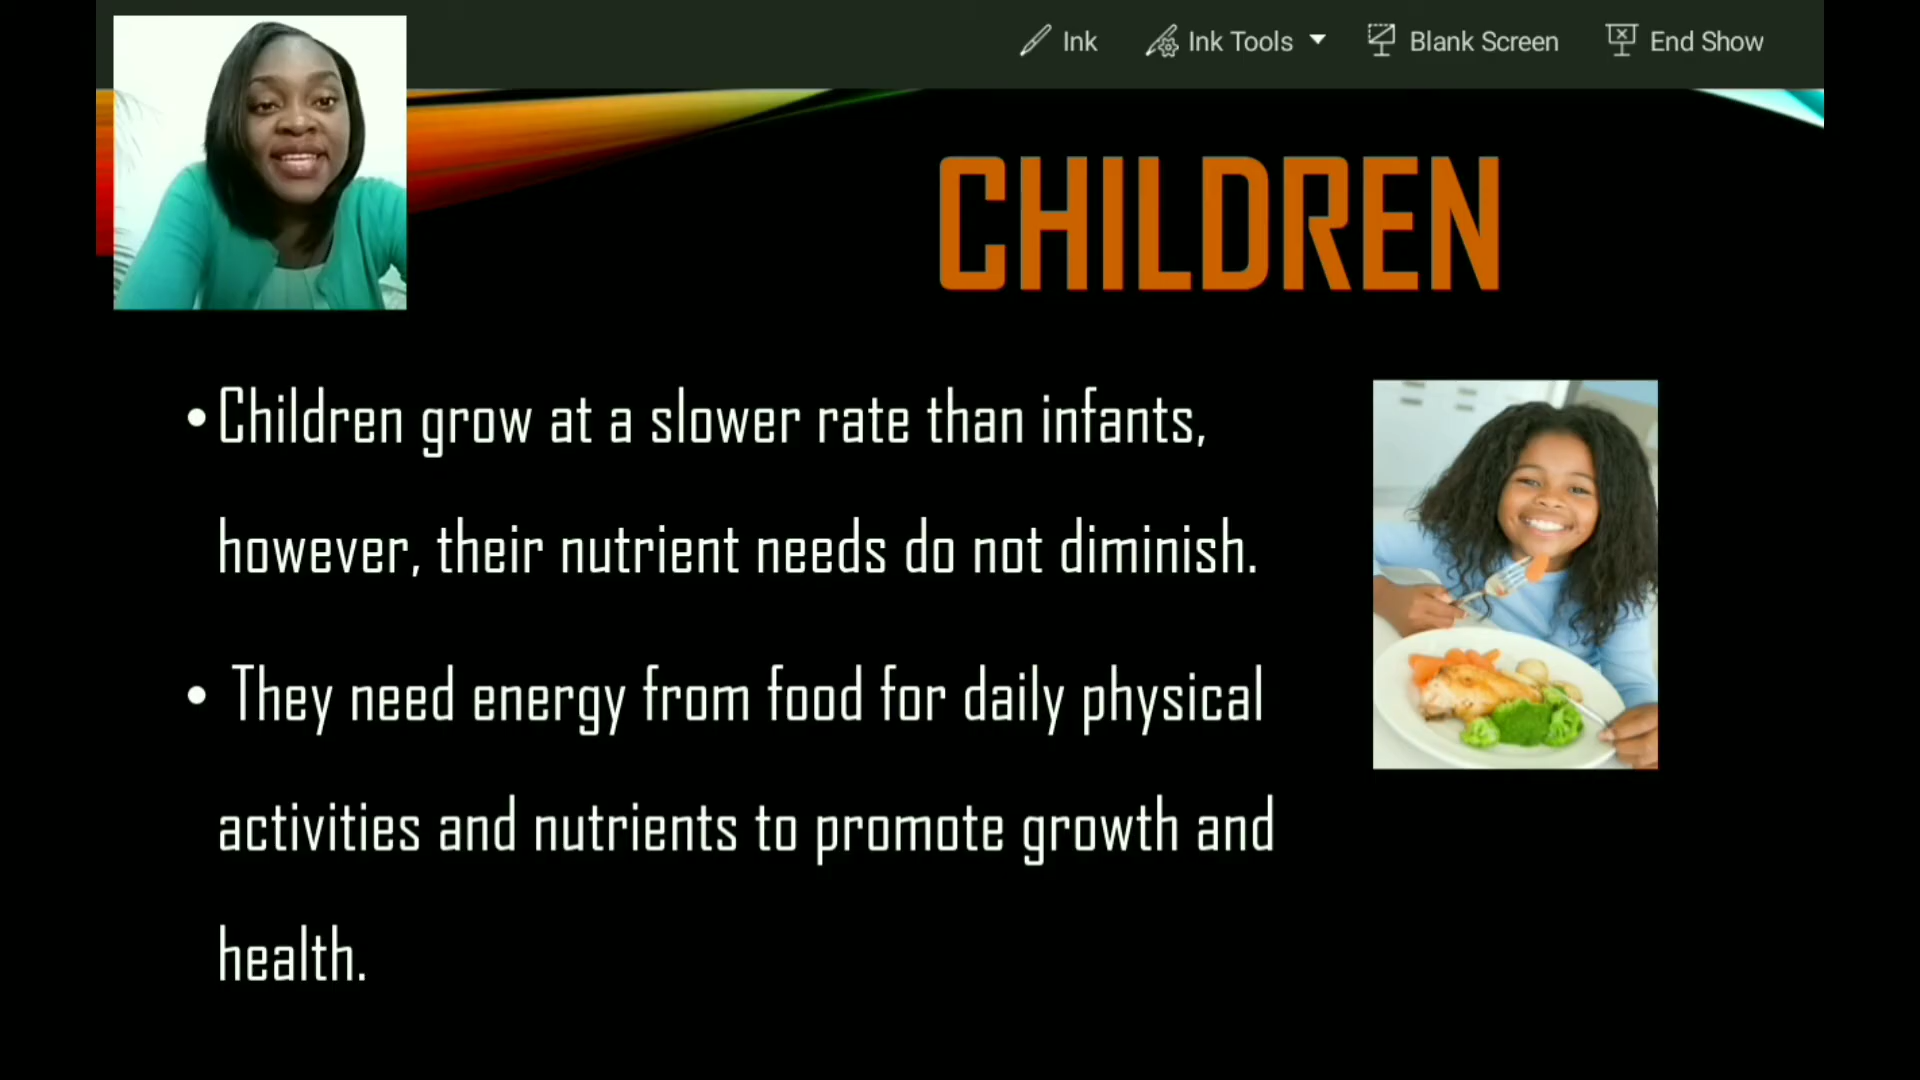 Ink Ink Tools Blank Screen End Show
CHILDREN
• Children grow at a slower rate than infants,
however, their nutrient needs do not diminish.
• They need energy from food for daily physical
activities and nutrients to promote growth and
health.